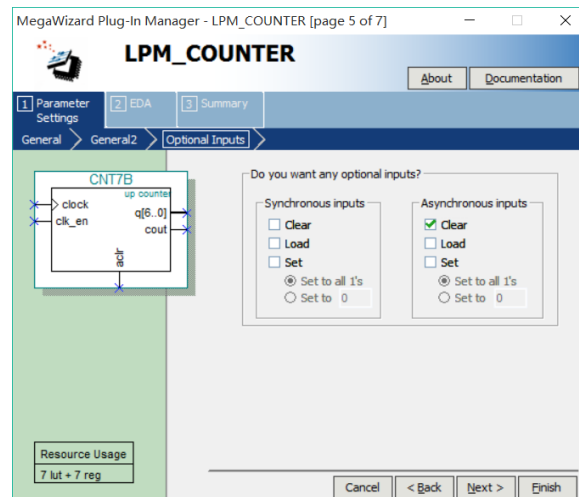 MegaWizard Plug-In Manager - LPM_COUNTER [page 5 of 7]
LPM_COUNTER
About
Documentation
1 Parameter Settings
2 EDA
3 Summary
General
General2
Optional Inputs
CNT7B
up counter
clock
q[6..0]
clk_en
cout
aclr
Do you want any optional inputs?
Synchronous inputs
Clear
Load
Set
Set to all 1's
Set to 0
Asynchronous inputs
Clear
Load
Set
Set to all 1's
Set to 0
Resource Usage
7 lut + 7 reg
Cancel
< Back
Next >
Finish